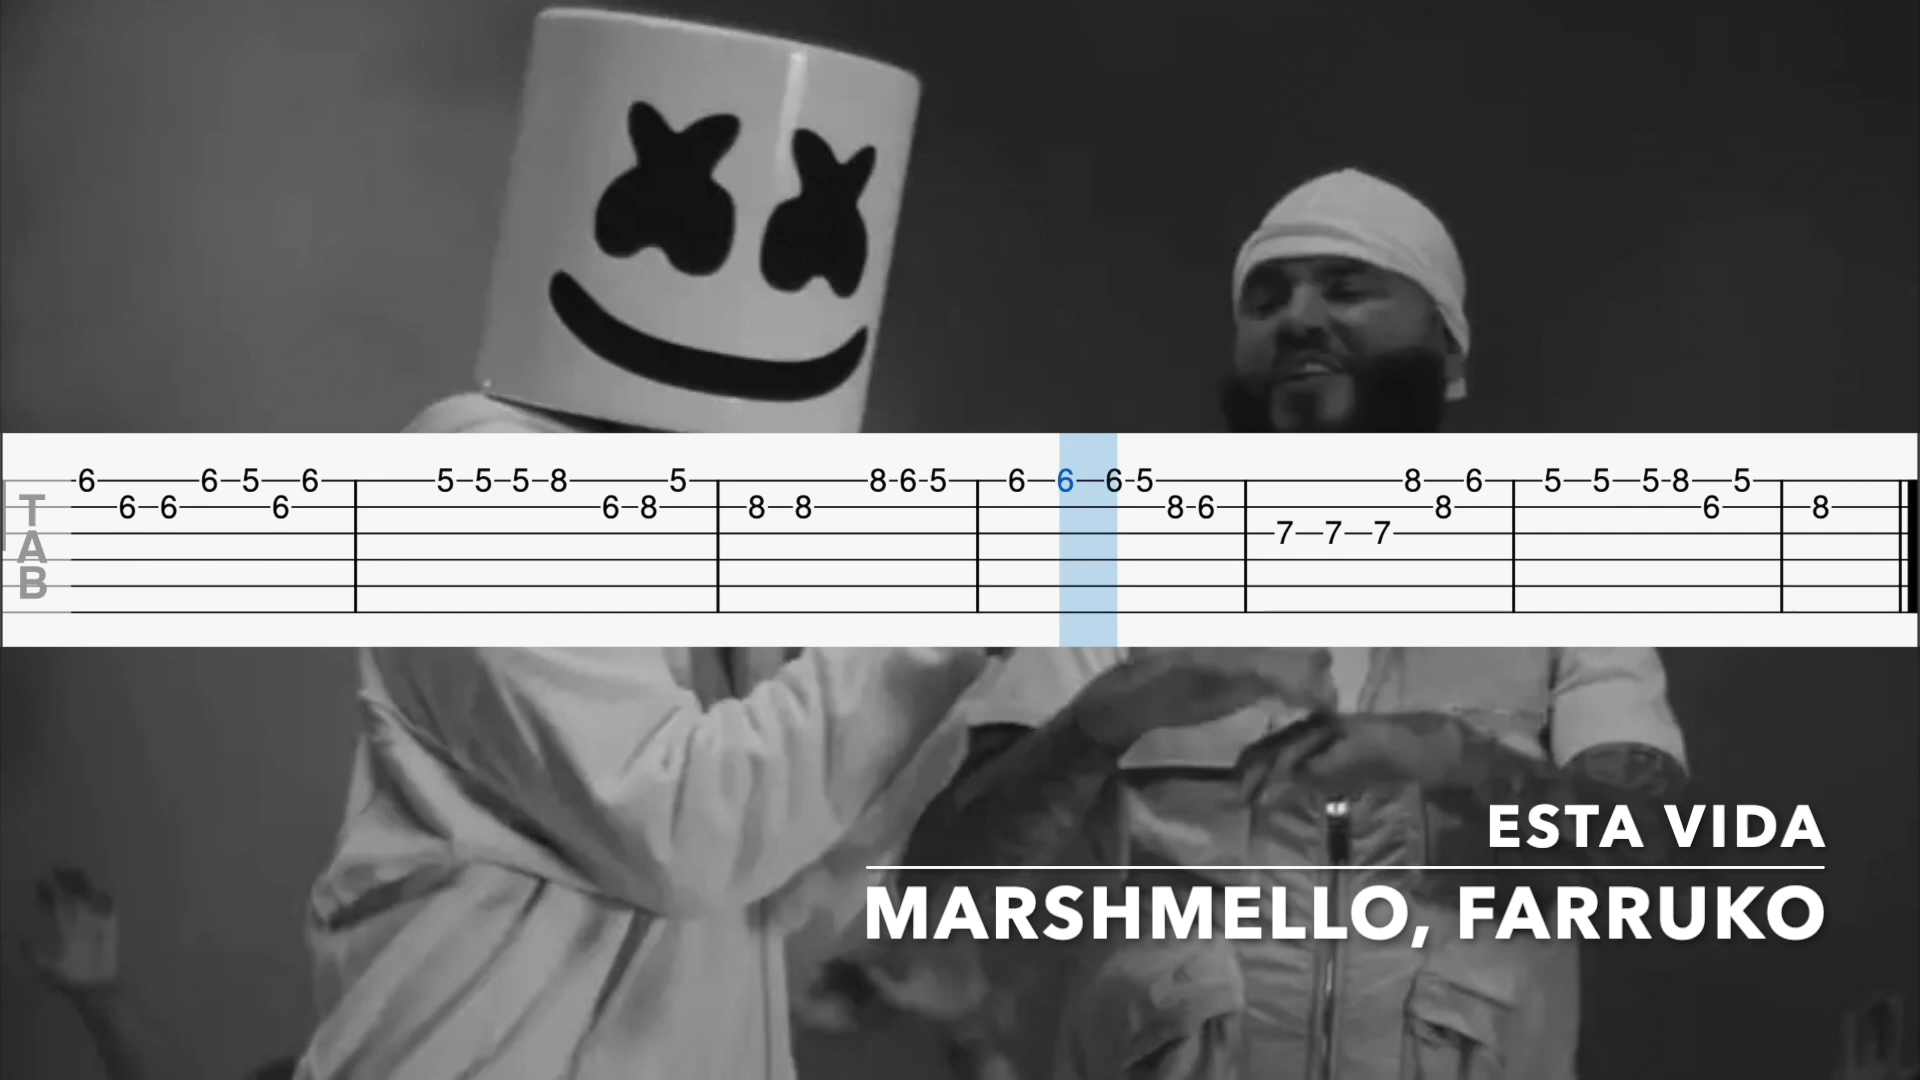 6 6 5 6 5 5 5 8 5 8 6 5 6 6 6 5 8 6 5 5 5 8 5
T 6 6 6 6 8 8 8 8 6 8 6 8
A 7 7 7
B
ESTA VIDA
MARSHMELLO, FARRUKO